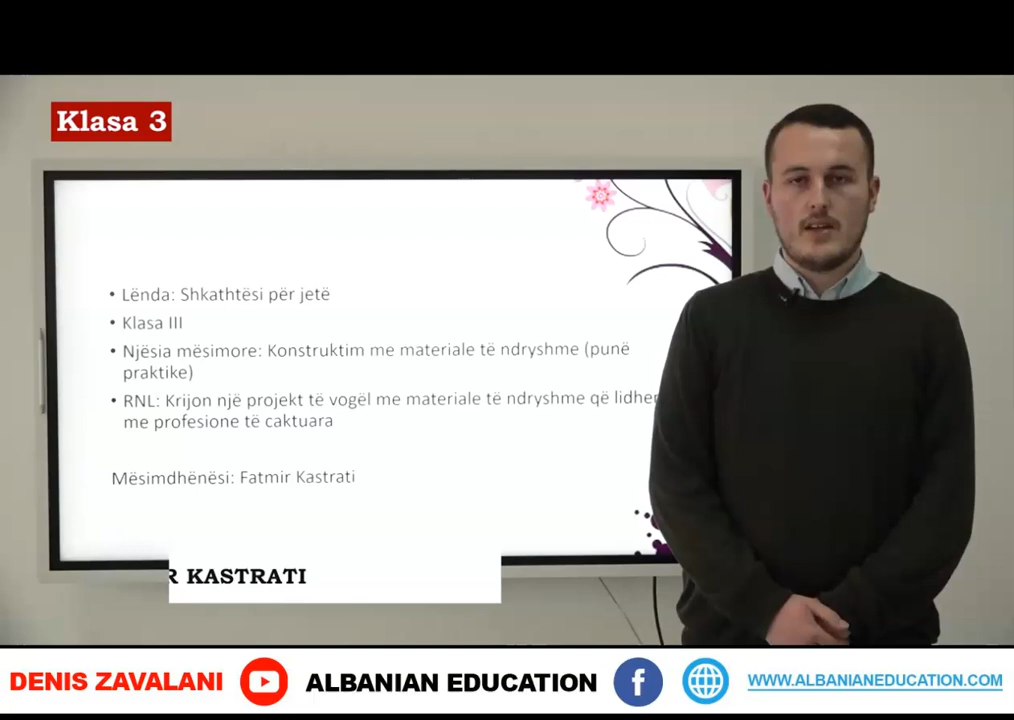 Klasa 3
• Lënda: Shkathtësi për jetë
• Klasa III
• Njësia mësimore: Konstruktim me materiale të ndryshme (punë
praktike)
• RNL: Krijon një projekt të vogël me materiale të ndryshme që lidher
me profesione të caktuara
Mësimdhënësi: Fatmir Kastrati
R KASTRATI
DENIS ZAVALANI
ALBANIAN EDUCATION
WWW.ALBANIANEDUCATION.COM